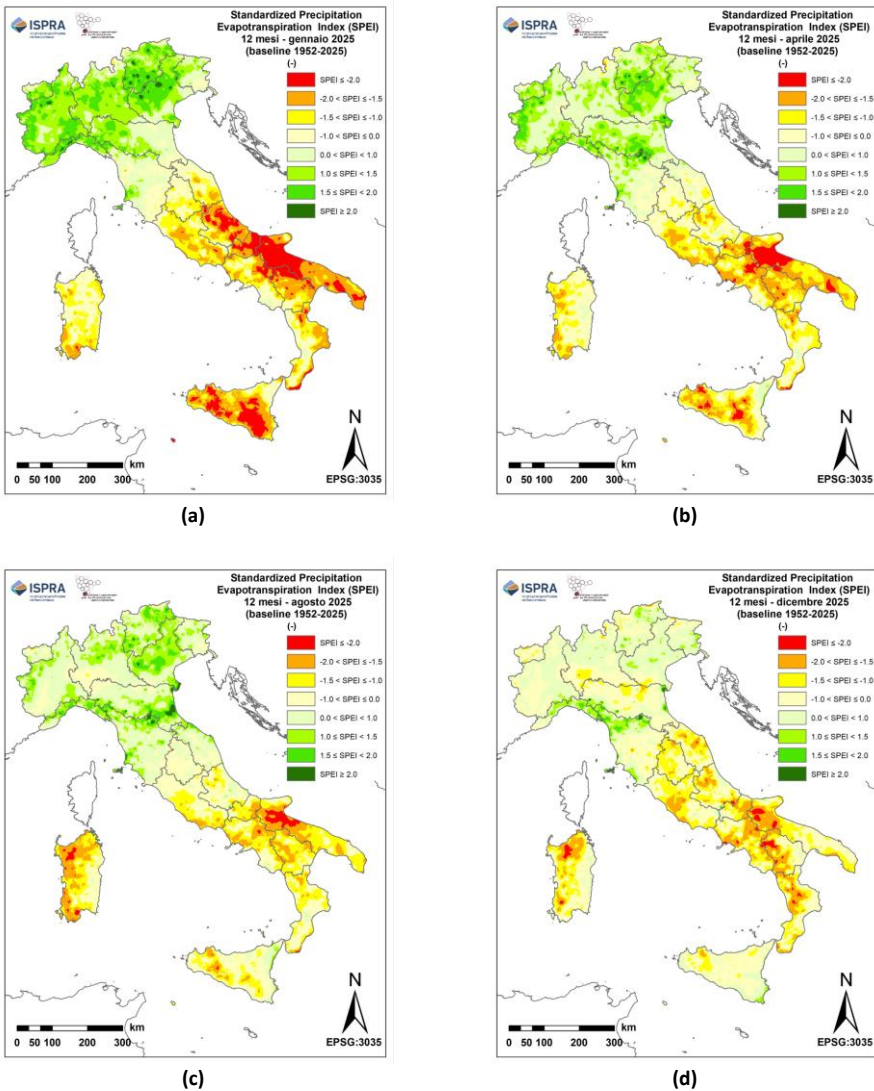 ISPRA
Standardized Precipitation
Evapotranspiration Index (SPEI)
12 mesi - gennaio 2025
(baseline 1952-2025)
(-)
SPEI ≤ -2.0
-2.0 < SPEI ≤ -1.5
-1.5 < SPEI ≤ -1.0
-1.0 < SPEI ≤ 0.0
0.0 < SPEI < 1.0
1.0 ≤ SPEI < 1.5
1.5 ≤ SPEI < 2.0
SPEI ≥ 2.0
N
km
0 50 100 200 300
EPSG:3035
(a)
ISPRA
Standardized Precipitation
Evapotranspiration Index (SPEI)
12 mesi - aprile 2025
(baseline 1952-2025)
(-)
SPEI ≤ -2.0
-2.0 < SPEI ≤ -1.5
-1.5 < SPEI ≤ -1.0
-1.0 < SPEI ≤ 0.0
0.0 < SPEI < 1.0
1.0 ≤ SPEI < 1.5
1.5 ≤ SPEI < 2.0
SPEI ≥ 2.0
N
km
0 50 100 200 300
EPSG:3035
(b)
ISPRA
Standardized Precipitation
Evapotranspiration Index (SPEI)
12 mesi - agosto 2025
(baseline 1952-2025)
(-)
SPEI ≤ -2.0
-2.0 < SPEI ≤ -1.5
-1.5 < SPEI ≤ -1.0
-1.0 < SPEI ≤ 0.0
0.0 < SPEI < 1.0
1.0 ≤ SPEI < 1.5
1.5 ≤ SPEI < 2.0
SPEI ≥ 2.0
N
km
0 50 100 200 300
EPSG:3035
(c)
ISPRA
Standardized Precipitation
Evapotranspiration Index (SPEI)
12 mesi - dicembre 2025
(baseline 1952-2025)
(-)
SPEI ≤ -2.0
-2.0 < SPEI ≤ -1.5
-1.5 < SPEI ≤ -1.0
-1.0 < SPEI ≤ 0.0
0.0 < SPEI < 1.0
1.0 ≤ SPEI < 1.5
1.5 ≤ SPEI < 2.0
SPEI ≥ 2.0
N
km
0 50 100 200 300
EPSG:3035
(d)